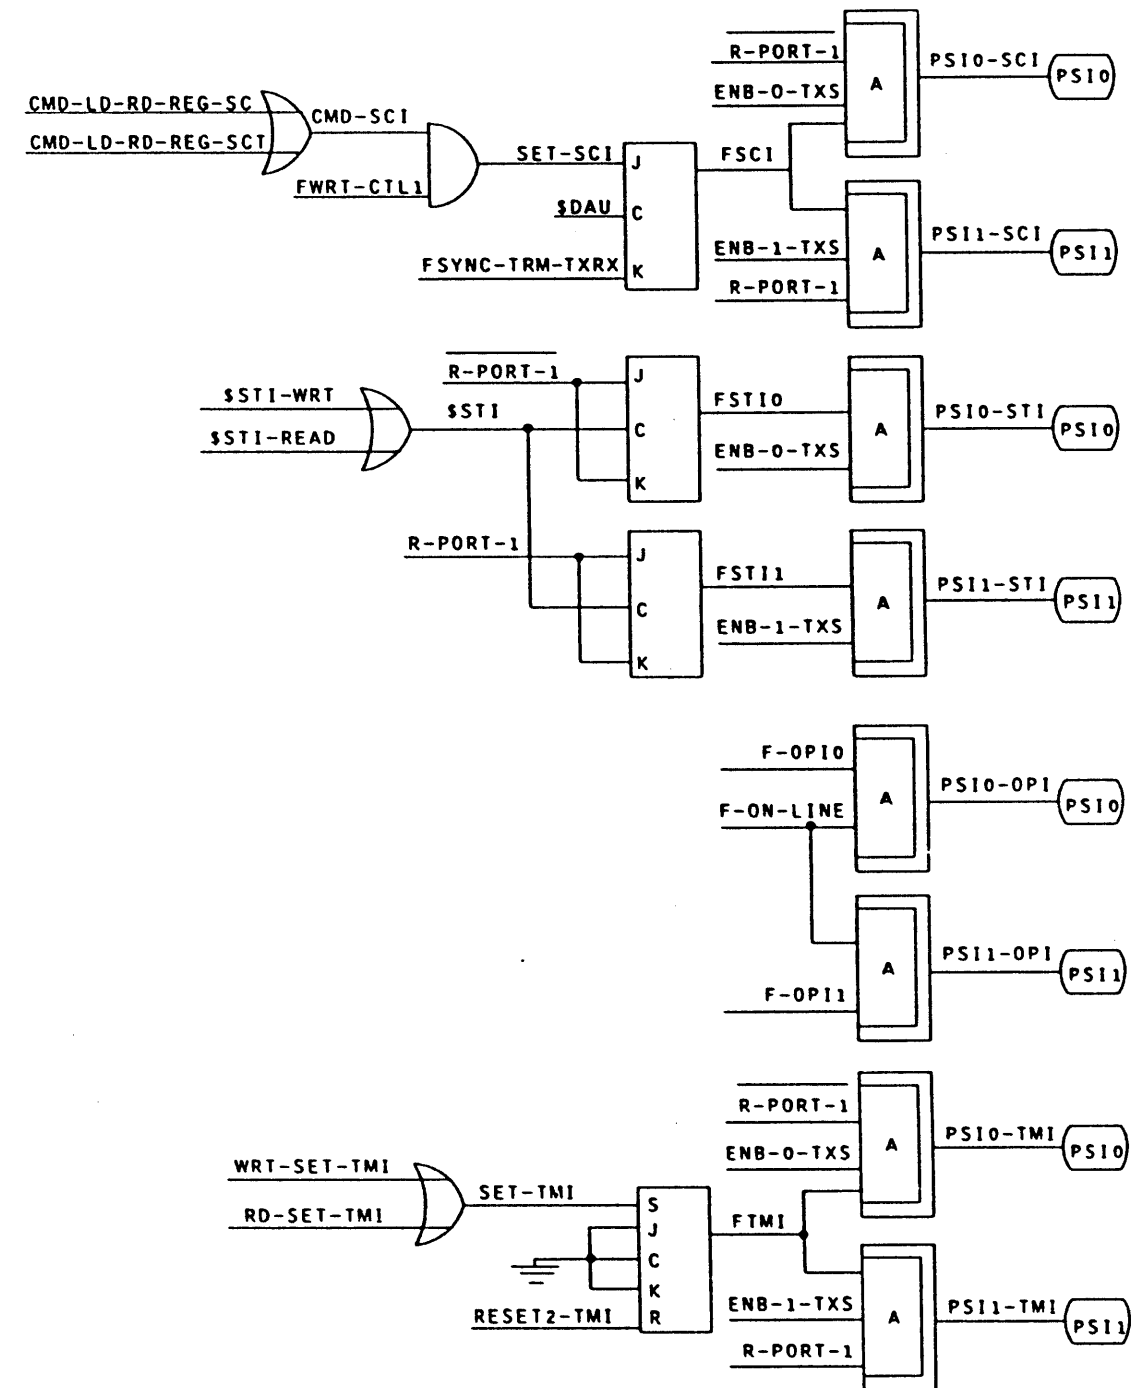 R-PORT-1
PSI0-SCI
PSI0
A
ENB-0-TXS
CMD-LD-RD-REG-SC
CMD-SCI
CMD-LD-RD-REG-SCT
SET-SCI
J
FSCI
FWRT-CTL1
$DAU
C
PSI1-SCI
PSI1
ENB-1-TXS
A
FSYNC-TRM-TXRX
K
R-PORT-1
R-PORT-1
J
$STI-WRT
FSTI0
PSI0-STI
$STI
C
A
PSI0
$STI-READ
ENB-0-TXS
K
R-PORT-1
J
FSTI1
PSI1-STI
PSI1
C
A
ENB-1-TXS
K
F-OPI0
PSI0-OPI
A
PSI0
F-ON-LINE
PSI1-OPI
A
PSI1
F-OPI1
R-PORT-1
PSI0-TMI
A
PSI0
ENB-0-TXS
WRT-SET-TMI
SET-TMI
S
RD-SET-TMI
J
FTMI
C
K
ENB-1-TXS
PSI1-TMI
RESET2-TMI
R
A
PSI1
R-PORT-1